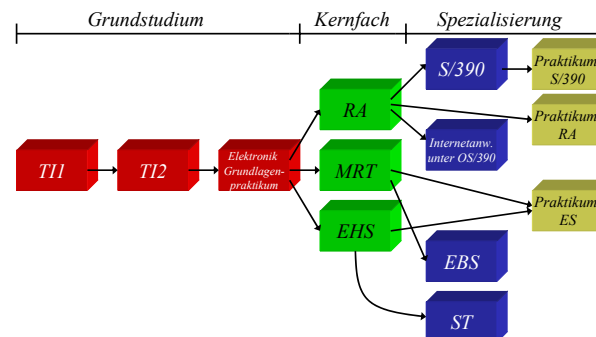 Grundstudium
Kernfach
Spezialisierung
TI1
TI2
Elektronik
Grundlagen-
praktikum
RA
MRT
EHS
S/390
Internetanw.
unter OS/390
EBS
ST
Praktikum
S/390
Praktikum
RA
Praktikum
ES